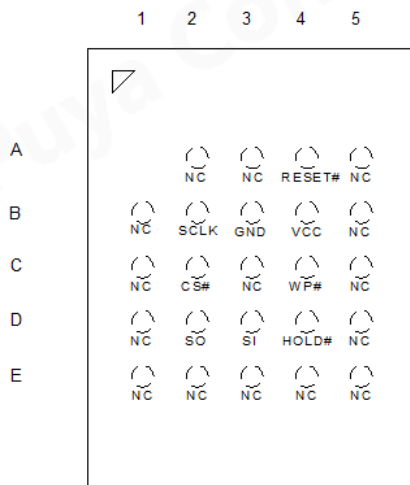 1 2 3 4 5
A
NC NC RESET# NC
B
NC SCLK GND VCC NC
C
NC CS# NC WP# NC
D
NC SO SI HOLD# NC
E
NC NC NC NC NC
Puya